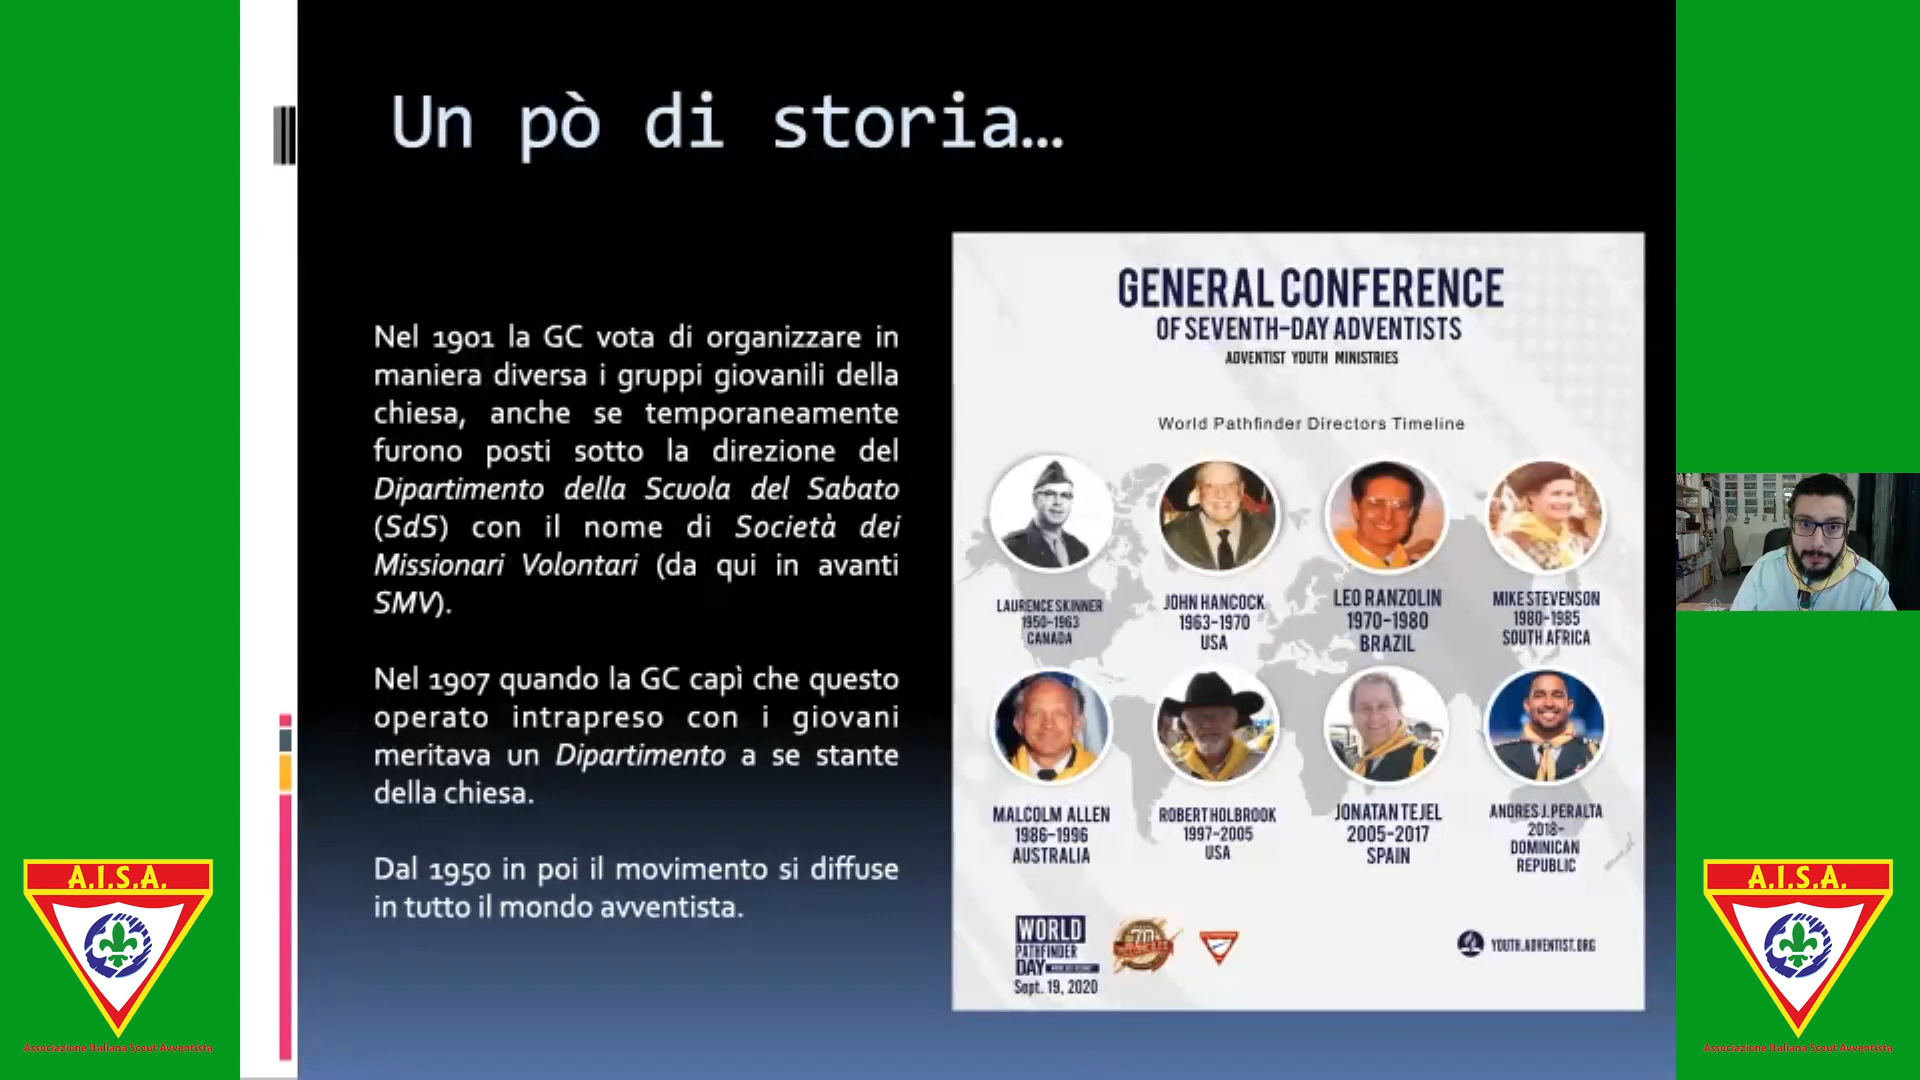 Un pò di storia...
Nel 1901 la GC vota di organizzare in
maniera diversa i gruppi giovanili della
chiesa, anche se temporaneamente
furono posti sotto la direzione del
Dipartimento della Scuola del Sabato
(SdS) con il nome di Società dei
Missionari Volontari (da qui in avanti
SMV).
Nel 1907 quando la GC capì che questo
operato intrapreso con i giovani
meritava un Dipartimento a se stante
della chiesa.
Dal 1950 in poi il movimento si diffuse
in tutto il mondo avventista.
GENERAL CONFERENCE
OF SEVENTH-DAY ADVENTISTS
ADVENTIST YOUTH MINISTRIES
World Pathfinder Directors Timeline
LAURENCE SKINNER
1950-1963
CANADA
JOHN HANCOCK
1963-1970
USA
LEO RANZOLIN
1970-1980
BRAZIL
MIKE STEVENSON
1980-1985
SOUTH AFRICA
MALCOLM ALLEN
1986-1996
AUSTRALIA
ROBERT HOLBROOK
1997-2005
USA
JONATAN TEJEL
2005-2017
SPAIN
ANDRES J. PERALTA
2018-
DOMINICAN
REPUBLIC
WORLD
PATHFINDER
DAY
Sept. 19, 2020
70
YOUTH.ADVENTIST.ORG
A.I.S.A.
Associazione Italiana Scout Avventista
A.I.S.A.
Associazione Italiana Scout Avventista